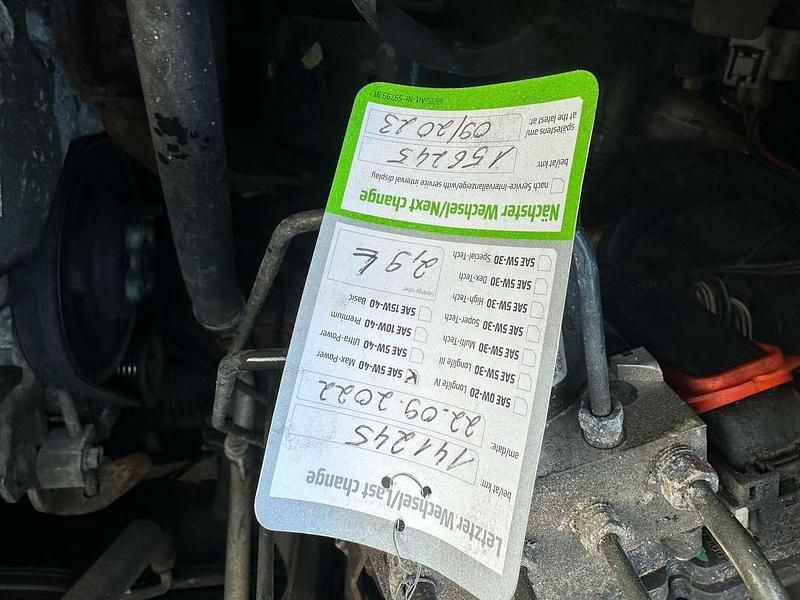 Letzter Wechsel/Last change
bei/at km:
141245
am/date:
22.09.2022
SAE 0W-20 Longlife IV
SAE 5W-30 Longlife III
SAE 5W-30 Multi-Tech
SAE 5W-30 Super-Tech
SAE 5W-30 High-Tech
SAE 5W-30 Dex-Tech
SAE 5W-30 Special-Tech
SAE 5W-40 Max-Power
SAE 5W-40 Ultra-Power
SAE 10W-40 Premium
SAE 15W-40 Basic
2,9 L
Nächster Wechsel/Next change
nach Service-Intervallanzeige/with service interval display
bei/at km:
156245
spätestens am/
at the latest at:
09/2023